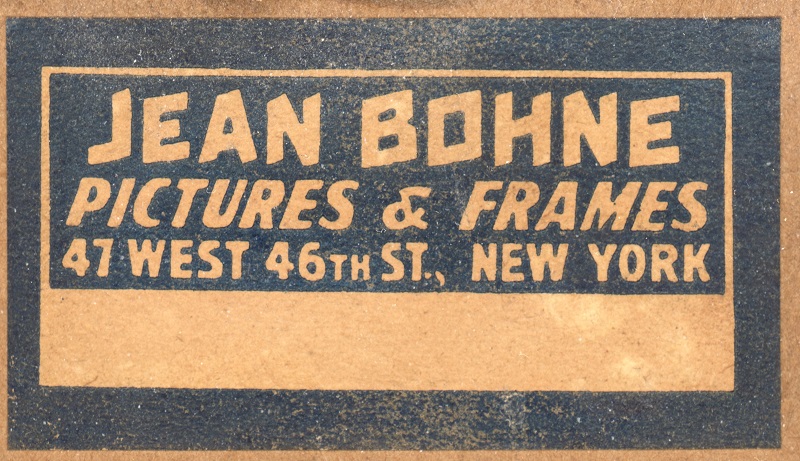 JEAN BOHNE
PICTURES & FRAMES
47 WEST 46TH ST., NEW YORK